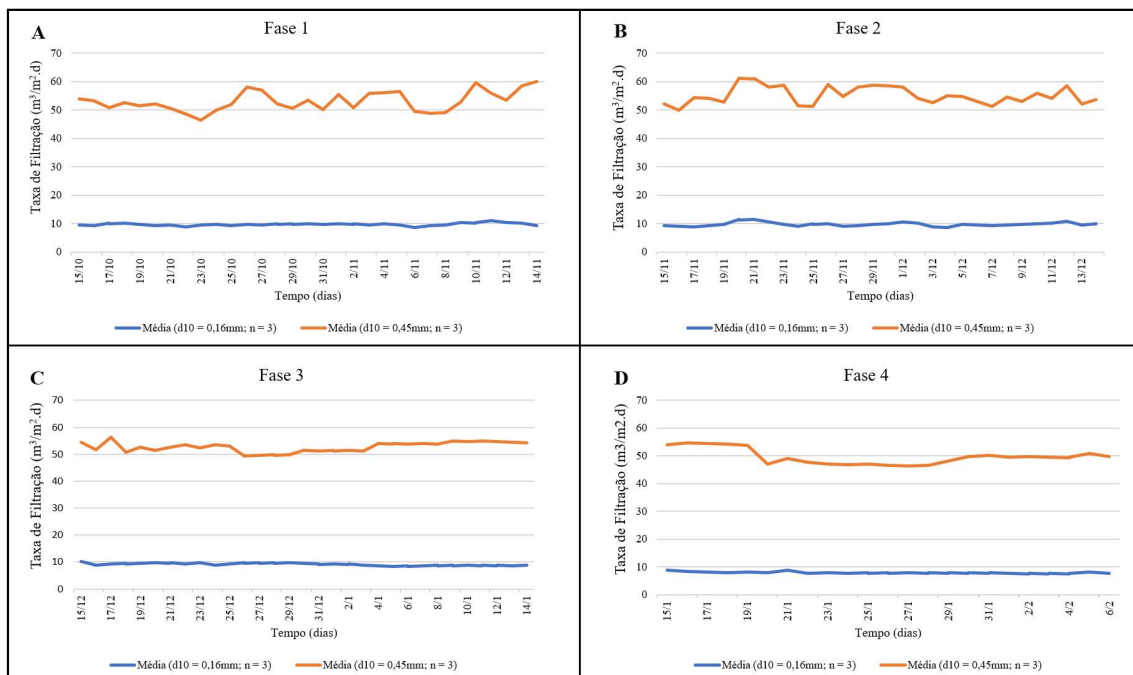 A
Fase 1
Taxa de Filtração (m³/m².d)
70
60
50
40
30
20
10
0
15/10 17/10 19/10 21/10 23/10 25/10 27/10 29/10 31/10 2/11 4/11 6/11 8/11 10/11 12/11 14/11
Tempo (dias)
Média (d10 = 0,16mm; n = 3) Média (d10 = 0,45mm; n = 3)
B
Fase 2
Taxa de Filtração (m³/m².d)
70
60
50
40
30
20
10
0
15/11 17/11 19/11 21/11 23/11 25/11 27/11 29/11 1/12 3/12 5/12 7/12 9/12 11/12 13/12
Tempo (dias)
Média (d10 = 0,16mm; n = 3) Média (d10 = 0,45mm; n = 3)
C
Fase 3
Taxa de Filtração (m³/m².d)
70
60
50
40
30
20
10
0
15/12 17/12 19/12 21/12 23/12 25/12 27/12 29/12 31/12 2/1 4/1 6/1 8/1 10/1 12/1 14/1
Tempo (dias)
Média (d10 = 0,16mm; n = 3) Média (d10 = 0,45mm; n = 3)
D
Fase 4
Taxa de Filtração (m3/m2.d)
70
60
50
40
30
20
10
0
15/1 17/1 19/1 21/1 23/1 25/1 27/1 29/1 31/1 2/2 4/2 6/2
Tempo (dias)
Média (d10 = 0,16mm; n = 3) Média (d10 = 0,45mm; n = 3)